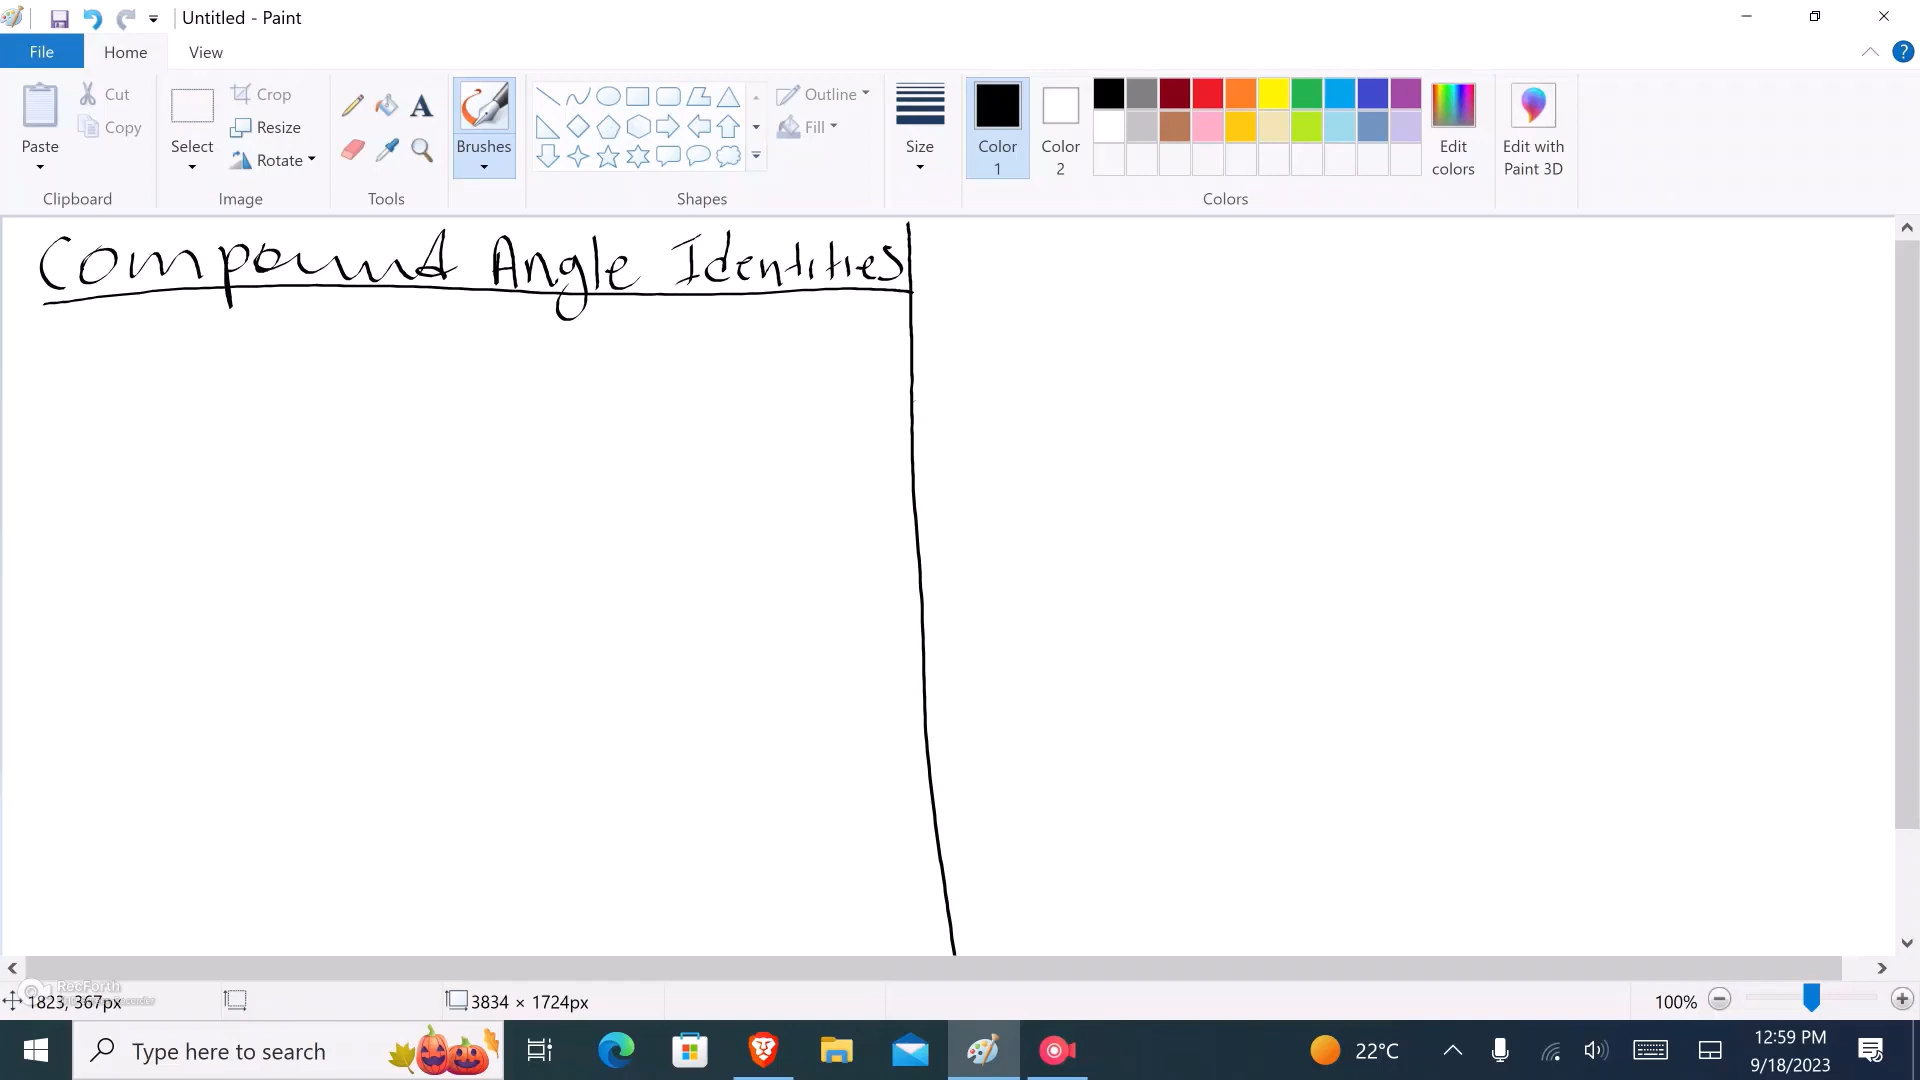 Untitled - Paint
File Home View
Paste
Cut
Copy
Clipboard
Select
Crop
Resize
Rotate
Image
A
Tools
Brushes
Shapes
Outline
Fill
Size
Color 1
Color 2
Edit colors
Colors
Edit with Paint 3D
Compound Angle Identities
RecForth
1823, 367px
3834 × 1724px
100%
Type here to search
22°C
12:59 PM
9/18/2023